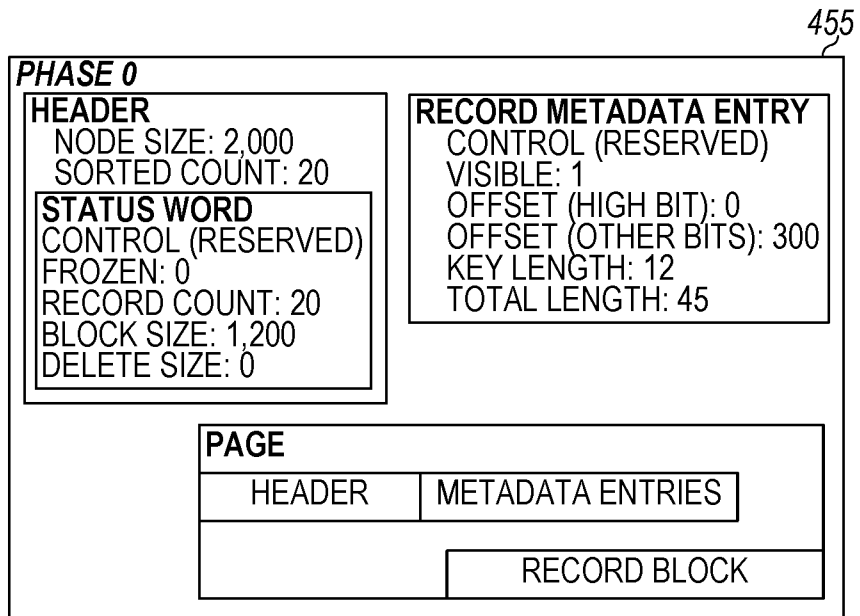 455
PHASE 0
HEADER
NODE SIZE: 2,000
SORTED COUNT: 20
STATUS WORD
CONTROL (RESERVED)
FROZEN: 0
RECORD COUNT: 20
BLOCK SIZE: 1,200
DELETE SIZE: 0
RECORD METADATA ENTRY
CONTROL (RESERVED)
VISIBLE: 1
OFFSET (HIGH BIT): 0
OFFSET (OTHER BITS): 300
KEY LENGTH: 12
TOTAL LENGTH: 45
PAGE
HEADER
METADATA ENTRIES
RECORD BLOCK